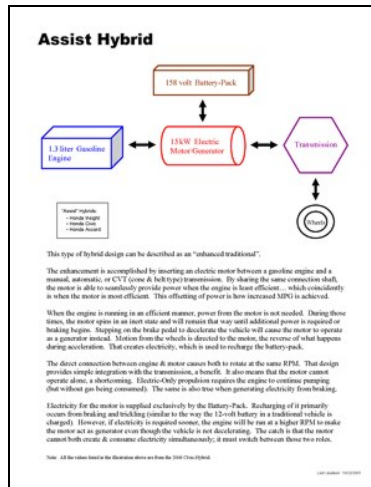 Assist Hybrid
158 volt Battery-Pack
1.3 liter Gasoline
Engine
15kW Electric
Motor/Generator
Transmission
Wheels
"Assist" Hybrids
• Honda Insight
• Honda Civic
• Honda Accord
This type of hybrid design can be described as an "enhanced traditional".
The enhancement is accomplished by inserting an electric motor between a gasoline engine and a
manual, automatic, or CVT (cone & belt type) transmission. By sharing the same connection shaft,
the motor is able to seamlessly provide power when the engine is least efficient... which coincidently
is when the motor is most efficient. This offsetting of power is how increased MPG is achieved.
When the engine is running in an efficient manner, power from the motor is not needed. During those
times, the motor spins in an inert state and will remain that way until additional power is required or
braking begins. Stepping on the brake pedal to decelerate the vehicle will cause the motor to operate
as a generator instead. Motion from the wheels is directed to the motor, the reverse of what happens
during acceleration. That creates electricity, which is used to recharge the battery-pack.
The direct connection between engine & motor causes both to rotate at the same RPM. That design
provides simple integration with the transmission, a benefit. It also means that the motor cannot
operate alone, a shortcoming. Electric-Only propulsion requires the engine to continue pumping
(but without gas being consumed). The same is also true when generating electricity from braking.
Electricity for the motor is supplied exclusively by the Battery-Pack. Recharging of it primarily
occurs from braking and trickling (similar to the way the 12-volt battery in a traditional vehicle is
charged). However, if electricity is required sooner, the engine will be run at a higher RPM to make
the motor act as generator even though the vehicle is not decelerating. The catch is that the motor
cannot both create & consume electricity simultaneously; it must switch between those two roles.
Note: All the values listed in the illustration above are from the 2006 Civic Hybrid.
Last Updated: